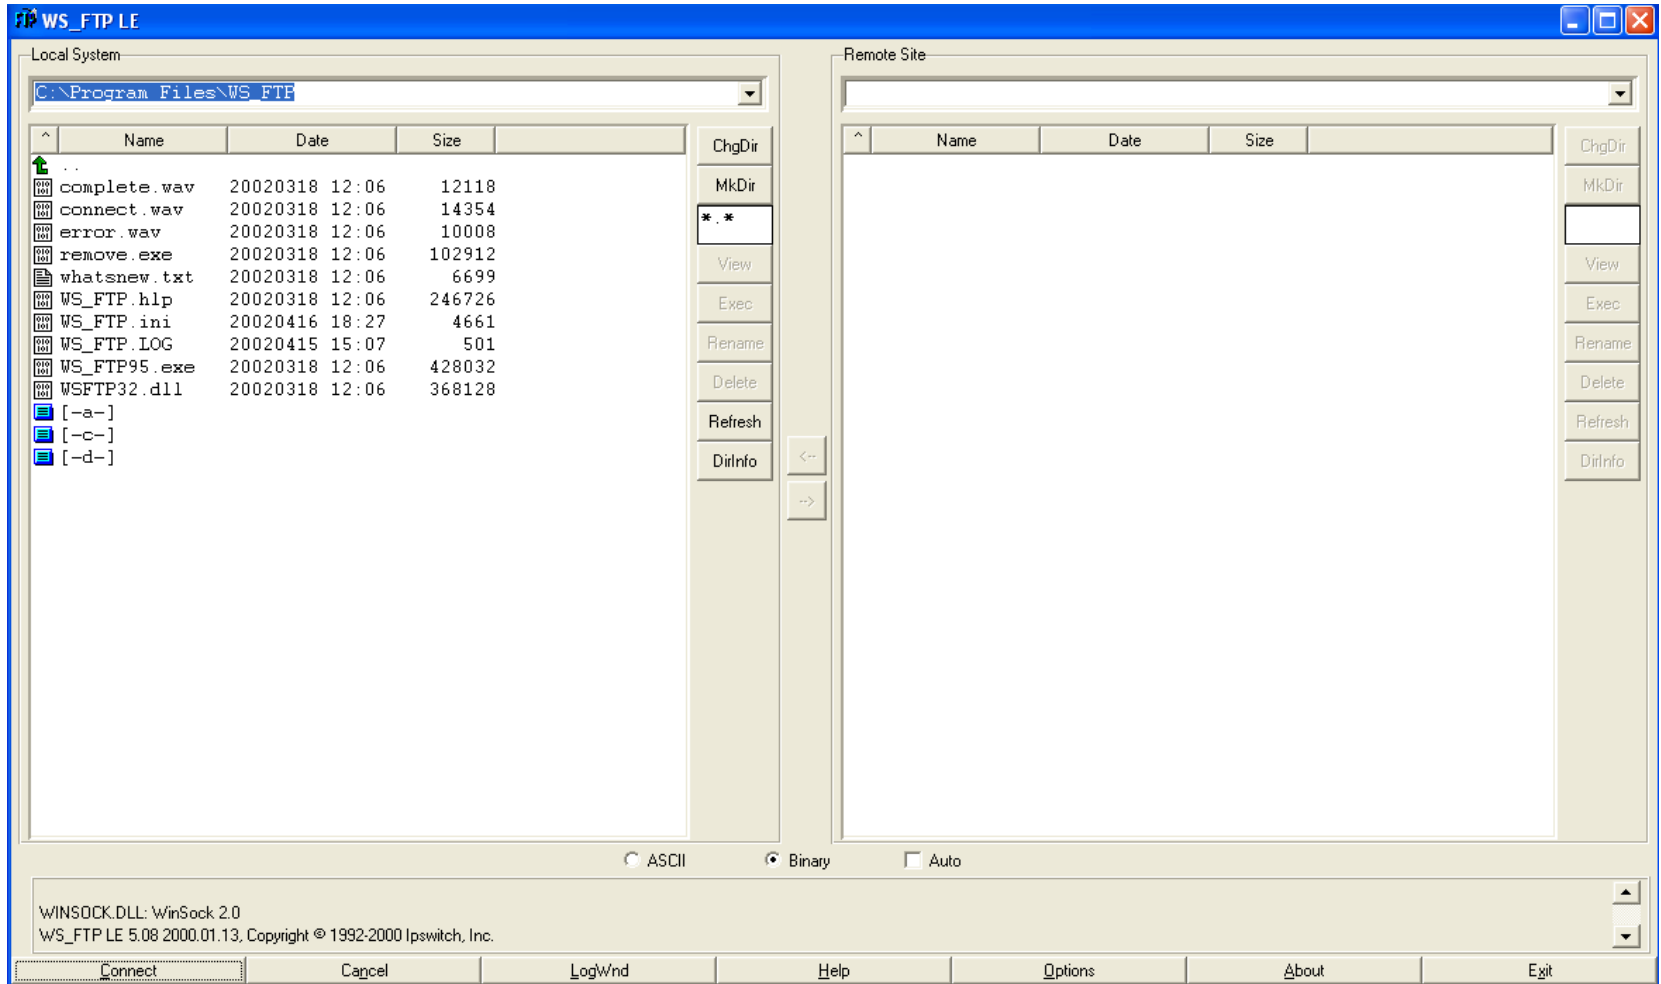 WS_FTP LE
Local System
C:\Program Files\WS_FTP
^ Name Date Size
..
complete.wav 20020318 12:06 12118
connect.wav 20020318 12:06 14354
error.wav 20020318 12:06 10008
remove.exe 20020318 12:06 102912
whatsnew.txt 20020318 12:06 6699
WS_FTP.hlp 20020318 12:06 246726
WS_FTP.ini 20020416 18:27 4661
WS_FTP.LOG 20020415 15:07 501
WS_FTP95.exe 20020318 12:06 428032
WSFTP32.dll 20020318 12:06 368128
[-a-]
[-c-]
[-d-]
ChgDir
MkDir
*.*
View
Exec
Rename
Delete
Refresh
DirInfo
<--
-->
Remote Site
^ Name Date Size
ChgDir
MkDir
View
Exec
Rename
Delete
Refresh
DirInfo
ASCII Binary Auto
WINSOCK.DLL: WinSock 2.0
WS_FTP LE 5.08 2000.01.13, Copyright © 1992-2000 Ipswitch, Inc.
Connect Cancel LogWnd Help Options About Exit